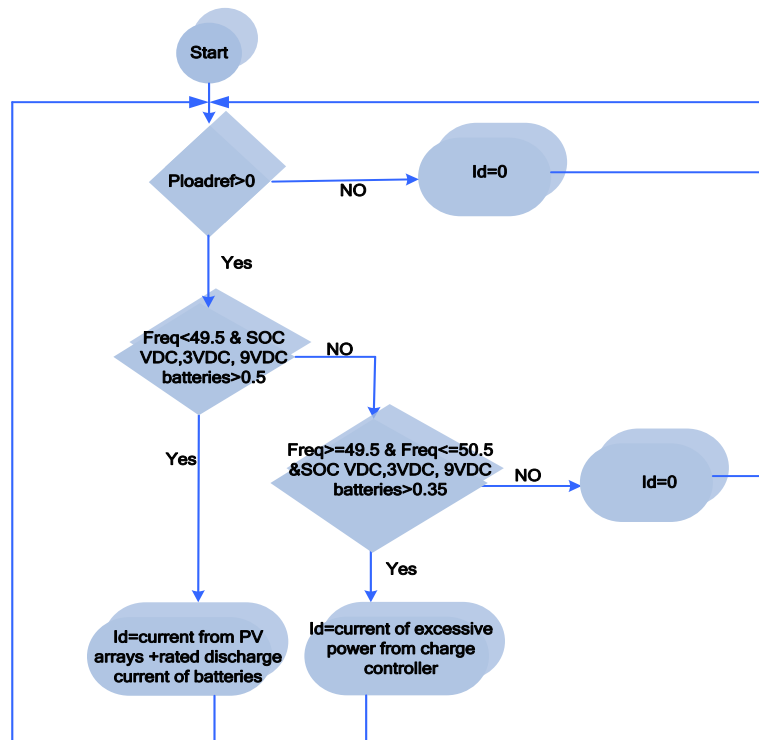 Start
Ploadref>0
NO
Id=0
Yes
Freq<49.5 & SOC
VDC,3VDC, 9VDC
batteries>0.5
NO
Freq>=49.5 & Freq<=50.5
&SOC VDC,3VDC, 9VDC
batteries>0.35
NO
Id=0
Yes
Yes
Id=current from PV
arrays +rated discharge
current of batteries
Id=current of excessive
power from charge
controller